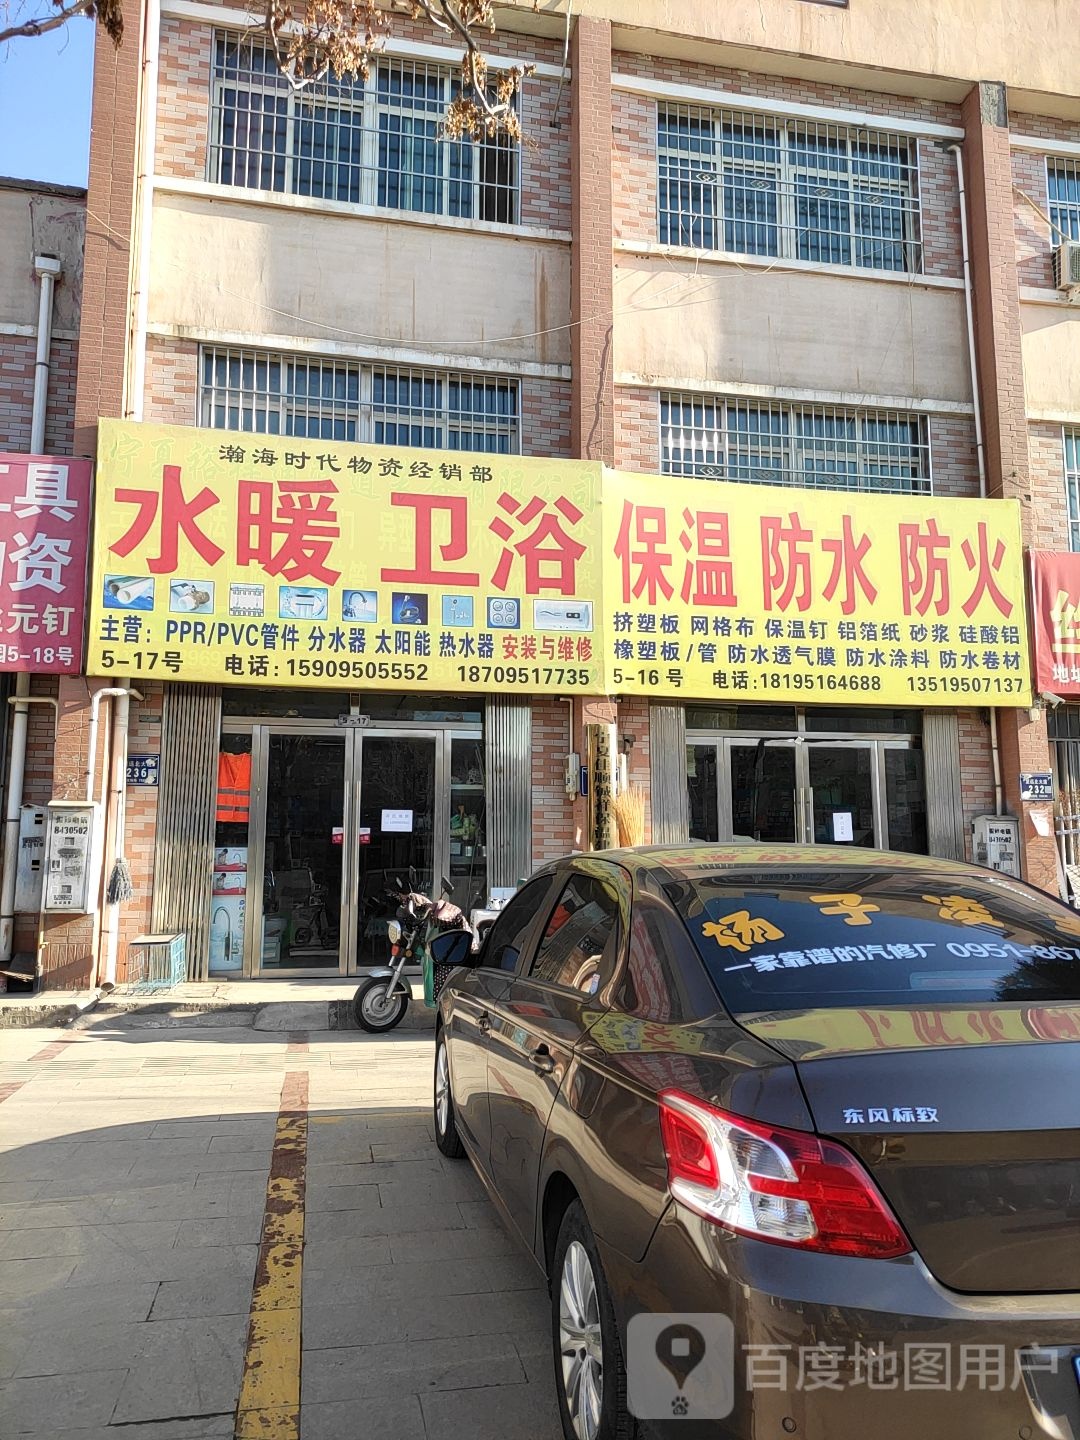 瀚海时代物资经销部
水暖 卫浴
主营：PPR/PVC管件 分水器 太阳能 热水器 安装与维修
5-17号 电话：15909505552 18709517735
保温 防水 防火
挤塑板 网格布 保温钉 铝箔纸 砂浆 硅酸铝
橡塑板/管 防水透气膜 防水涂料 防水卷材
5-16号 电话：18195164688 13519507137
工具
资
元钉
5-18号
丝
地址
5-17
236
232
8430502
8430502
扬子凌
一家靠谱的汽修厂 0951-867
东风标致
百度地图用户